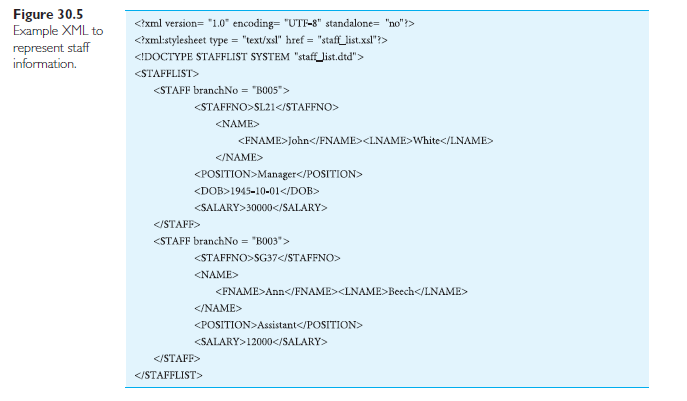 Figure 30.5
Example XML to
represent staff
information.
<?xml version= "1.0" encoding= "UTF-8" standalone= "no"?>
<?xml:stylesheet type = "text/xsl" href = "staff_list.xsl"?>
<!DOCTYPE STAFFLIST SYSTEM "staff_list.dtd">
<STAFFLIST>
<STAFF branchNo = "B005">
<STAFFNO>SL21</STAFFNO>
<NAME>
<FNAME>John</FNAME><LNAME>White</LNAME>
</NAME>
<POSITION>Manager</POSITION>
<DOB>1945-10-01</DOB>
<SALARY>30000</SALARY>
</STAFF>
<STAFF branchNo = "B003">
<STAFFNO>SG37</STAFFNO>
<NAME>
<FNAME>Ann</FNAME><LNAME>Beech</LNAME>
</NAME>
<POSITION>Assistant</POSITION>
<SALARY>12000</SALARY>
</STAFF>
</STAFFLIST>